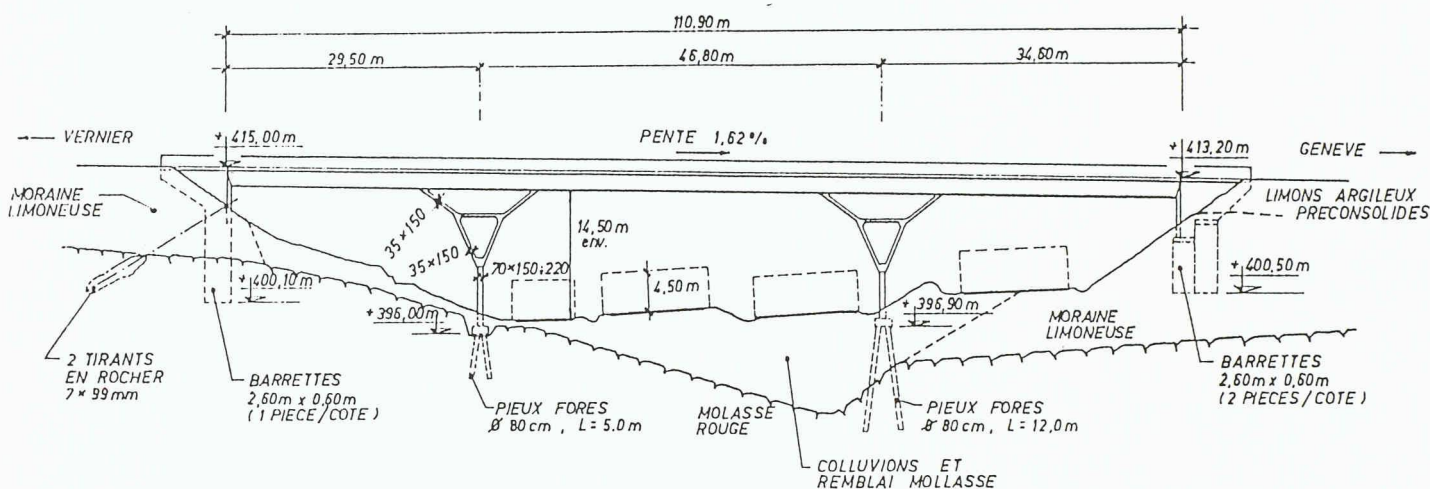 110,90 m
29,50 m
46,80 m
34,60 m
VERNIER
+ 415,00 m
PENTE 1,62 %
+ 413,20 m
GENEVE
MORAINE
LIMONEUSE
LIMONS ARGILEUX
PRECONSOLIDES
35 × 150
35 × 150
14,50 m
env.
70 × 150 ÷ 220
4,50 m
+ 400,10 m
+ 400,50 m
+ 396,00 m
+ 396,90 m
MORAINE
LIMONEUSE
2 TIRANTS
EN ROCHER
7 × 99 mm
BARRETTES
2,60 m x 0,60 m
( 1 PIECE / COTE )
PIEUX FORES
Ø 80 cm , L = 5.0 m
MOLASSE
ROUGE
PIEUX FORES
Ø 80 cm , L = 12,0 m
BARRETTES
2,60 m x 0,60 m
( 2 PIECES / COTE )
COLLUVIONS ET
REMBLAI MOLLASSE